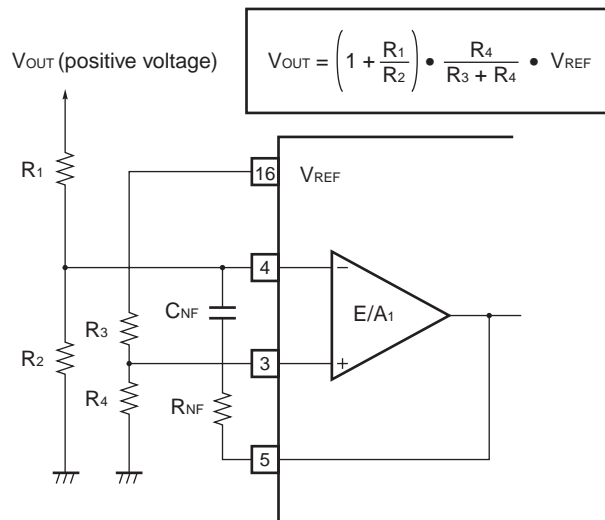 VOUT = (1 + R1/R2) • R4/(R3 + R4) • VREF
VOUT (positive voltage)
R1
16
VREF
4
−
CNF
E/A1
R3
R2
3
+
R4
RNF
5